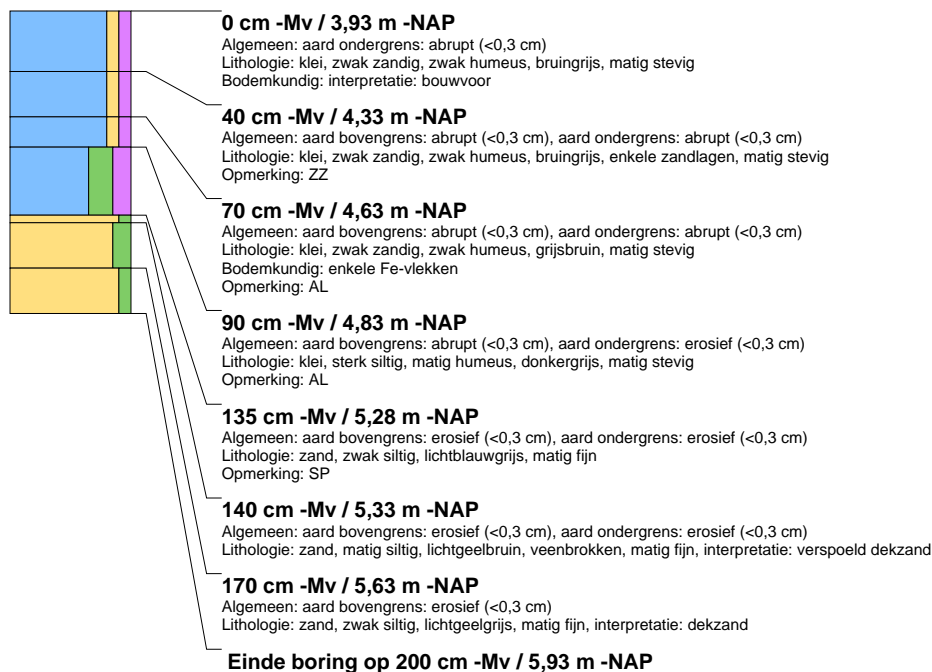 0 cm -Mv / 3,93 m -NAP
Algemeen: aard ondergrens: abrupt (<0,3 cm)
Lithologie: klei, zwak zandig, zwak humeus, bruingrijs, matig stevig
Bodemkundig: interpretatie: bouwvoor
40 cm -Mv / 4,33 m -NAP
Algemeen: aard bovengrens: abrupt (<0,3 cm), aard ondergrens: abrupt (<0,3 cm)
Lithologie: klei, zwak zandig, zwak humeus, bruingrijs, enkele zandlagen, matig stevig
Opmerking: ZZ
70 cm -Mv / 4,63 m -NAP
Algemeen: aard bovengrens: abrupt (<0,3 cm), aard ondergrens: abrupt (<0,3 cm)
Lithologie: klei, zwak zandig, zwak humeus, grijsbruin, matig stevig
Bodemkundig: enkele Fe-vlekken
Opmerking: AL
90 cm -Mv / 4,83 m -NAP
Algemeen: aard bovengrens: abrupt (<0,3 cm), aard ondergrens: erosief (<0,3 cm)
Lithologie: klei, sterk siltig, matig humeus, donkergrijs, matig stevig
Opmerking: AL
135 cm -Mv / 5,28 m -NAP
Algemeen: aard bovengrens: erosief (<0,3 cm), aard ondergrens: erosief (<0,3 cm)
Lithologie: zand, zwak siltig, lichtblauwgrijs, matig fijn
Opmerking: SP
140 cm -Mv / 5,33 m -NAP
Algemeen: aard bovengrens: erosief (<0,3 cm), aard ondergrens: erosief (<0,3 cm)
Lithologie: zand, matig siltig, lichtgeelbruin, veenbrokken, matig fijn, interpretatie: verspoeld dekzand
170 cm -Mv / 5,63 m -NAP
Algemeen: aard bovengrens: erosief (<0,3 cm)
Lithologie: zand, zwak siltig, lichtgeelgrijs, matig fijn, interpretatie: dekzand
Einde boring op 200 cm -Mv / 5,93 m -NAP